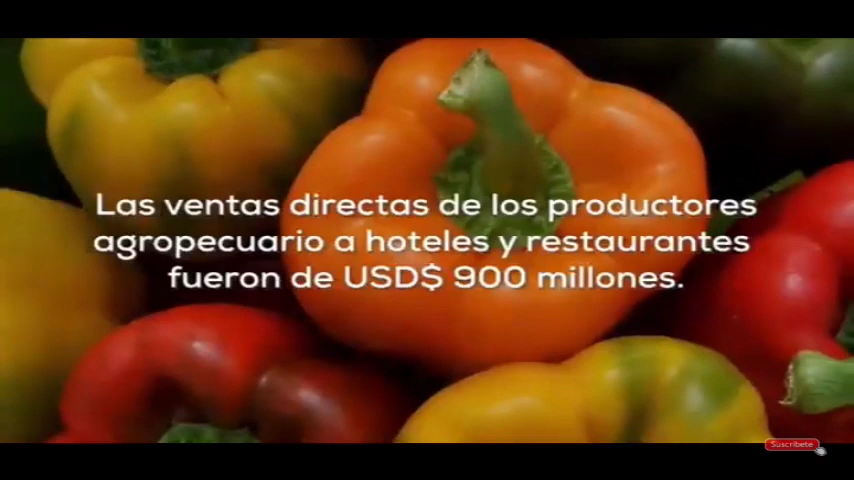 Las ventas directas de los productores
agropecuario a hoteles y restaurantes
fueron de USD$ 900 millones.
Suscríbete